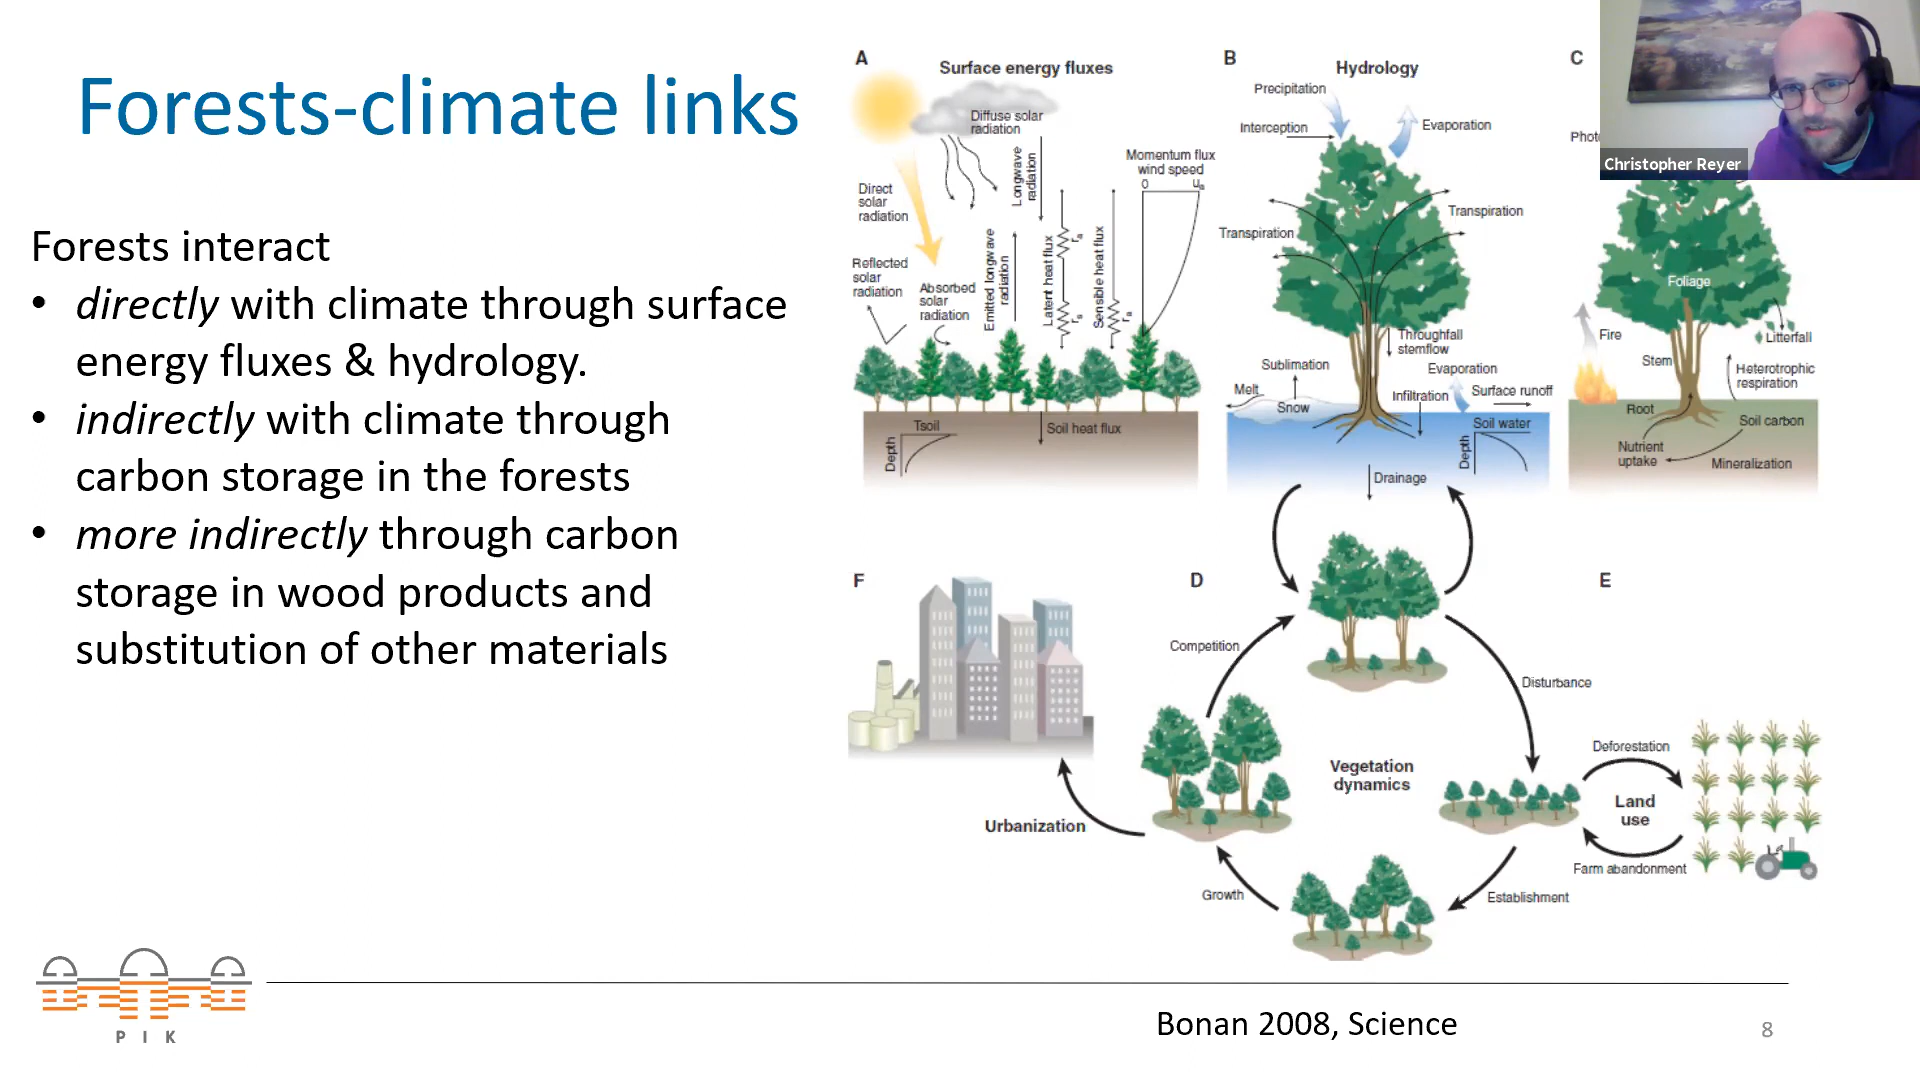 Forests-climate links
Forests interact
• directly with climate through surface
energy fluxes & hydrology.
• indirectly with climate through
carbon storage in the forests
• more indirectly through carbon
storage in wood products and
substitution of other materials
A
Surface energy fluxes
Diffuse solar
radiation
Direct
solar
radiation
Longwave
radiation
Momentum flux
wind speed
0
uₐ
Reflected
solar
radiation
Absorbed
solar
radiation
Emitted longwave
radiation
Latent heat flux
rₐ
rₛ
Sensible heat flux
rₐ
Tsoil
Depth
Soil heat flux
B
Hydrology
Precipitation
Interception
Evaporation
Transpiration
Transpiration
Throughfall
stemflow
Sublimation
Evaporation
Melt
Snow
Infiltration
Surface runoff
Soil water
Depth
Drainage
C
Christopher Reyer
Foliage
Fire
Litterfall
Stem
Heterotrophic
respiration
Root
Soil carbon
Nutrient
uptake
Mineralization
F
D
E
Competition
Disturbance
Vegetation
dynamics
Deforestation
Land
use
Farm abandonment
Urbanization
Growth
Establishment
PIK
Bonan 2008, Science
8